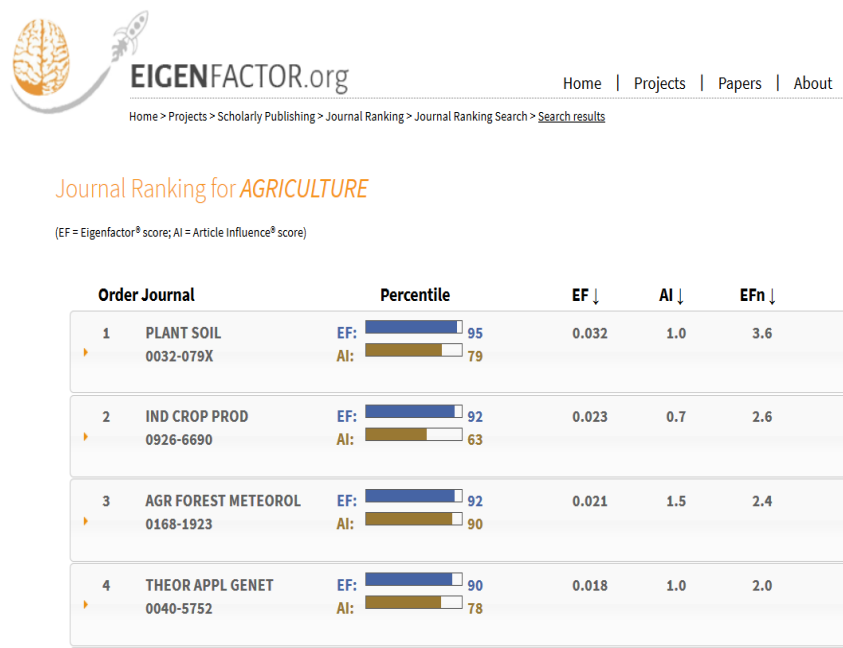 EIGENFACTOR.org
Home | Projects | Papers | About
Home > Projects > Scholarly Publishing > Journal Ranking > Journal Ranking Search > Search results
Journal Ranking for AGRICULTURE
(EF = Eigenfactor® score; AI = Article Influence® score)
Order Journal Percentile EF ↓ AI ↓ EFn ↓
1 PLANT SOIL EF: 95 0.032 1.0 3.6
0032-079X AI: 79
2 IND CROP PROD EF: 92 0.023 0.7 2.6
0926-6690 AI: 63
3 AGR FOREST METEOROL EF: 92 0.021 1.5 2.4
0168-1923 AI: 90
4 THEOR APPL GENET EF: 90 0.018 1.0 2.0
0040-5752 AI: 78